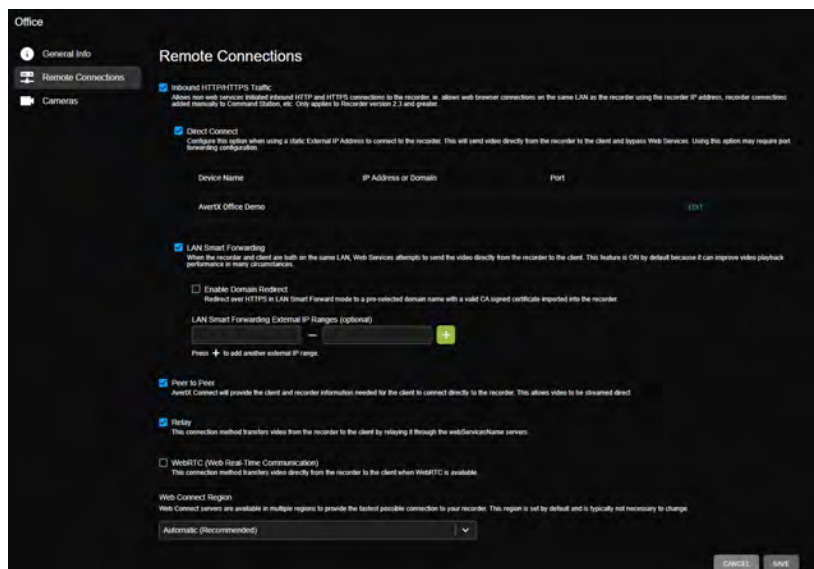 Office
General Info
Remote Connections
Cameras
Remote Connections
Inbound HTTP/HTTPS Traffic
Allows non-web services initiated inbound HTTP and HTTPS connections to the recorder, ie. allows web browser connections on the same LAN as the recorder using the recorder IP address, recorder connections
added manually to Command Station, etc. Only applies to Recorder version 2.3 and greater.
Direct Connect
Configure this option when using a static External IP Address to connect to the recorder. This will send video directly from the recorder to the client and bypass Web Services. Using this option may require port
forwarding configuration.
Device Name IP Address or Domain Port
AvertX Office Demo EDIT
LAN Smart Forwarding
When the recorder and client are both on the same LAN, Web Services attempts to send the video directly from the recorder to the client. This feature is ON by default because it can improve video playback
performance in many circumstances.
Enable Domain Redirect
Redirect over HTTPS in LAN Smart Forward mode to a pre-selected domain name with a valid CA signed certificate imported into the recorder.
LAN Smart Forwarding External IP Ranges (optional)
— +
Press + to add another external IP range.
Peer to Peer
AvertX Connect will provide the client and recorder information needed for the client to connect directly to the recorder. This allows video to be streamed direct
Relay
This connection method transfers video from the recorder to the client by relaying it through the webServicesName servers.
WebRTC (Web Real-Time Communication)
This connection method transfers video directly from the recorder to the client when WebRTC is available.
Web Connect Region
Web Connect servers are available in multiple regions to provide the fastest possible connection to your recorder. This region is set by default and is typically not necessary to change.
Automatic (Recommended)
CANCEL SAVE